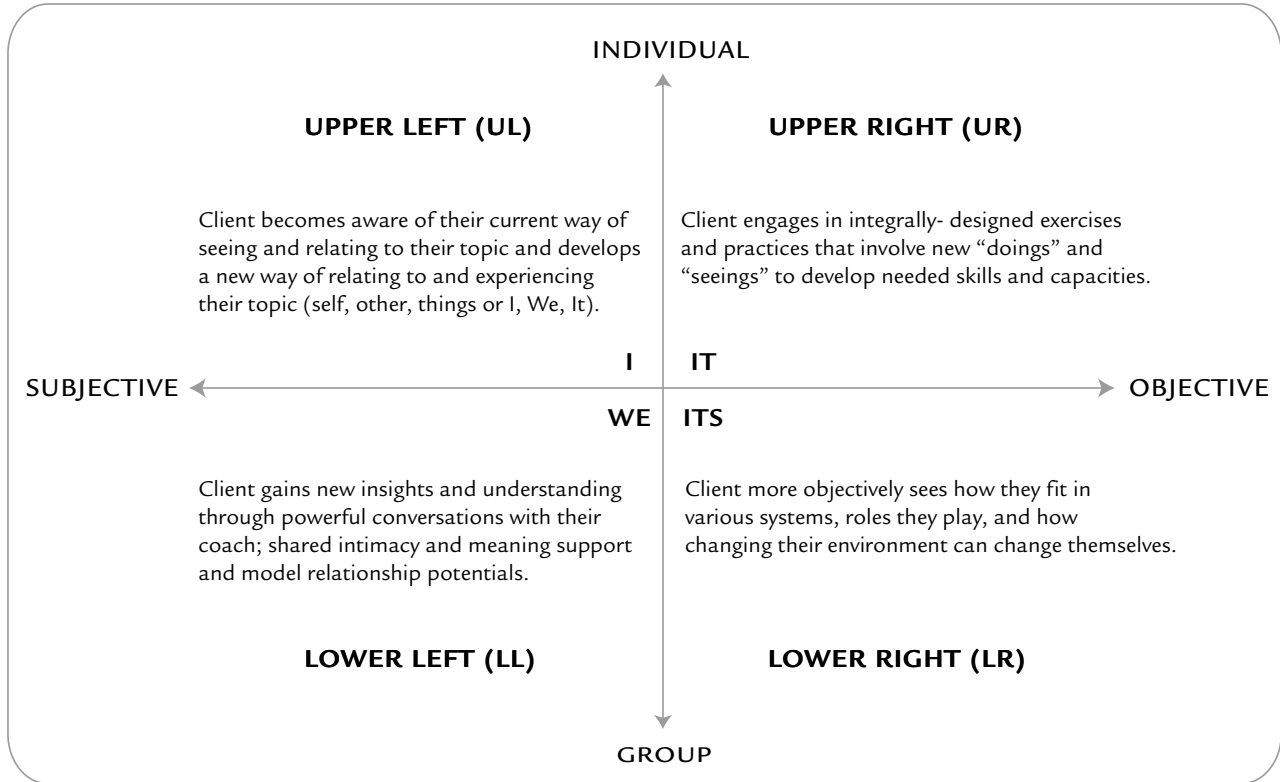 INDIVIDUAL
UPPER LEFT (UL)
UPPER RIGHT (UR)
Client becomes aware of their current way of
seeing and relating to their topic and develops
a new way of relating to and experiencing
their topic (self, other, things or I, We, It).
Client engages in integrally- designed exercises
and practices that involve new “doings” and
“seeings” to develop needed skills and capacities.
I
IT
SUBJECTIVE
OBJECTIVE
WE
ITS
Client gains new insights and understanding
through powerful conversations with their
coach; shared intimacy and meaning support
and model relationship potentials.
Client more objectively sees how they fit in
various systems, roles they play, and how
changing their environment can change themselves.
LOWER LEFT (LL)
LOWER RIGHT (LR)
GROUP